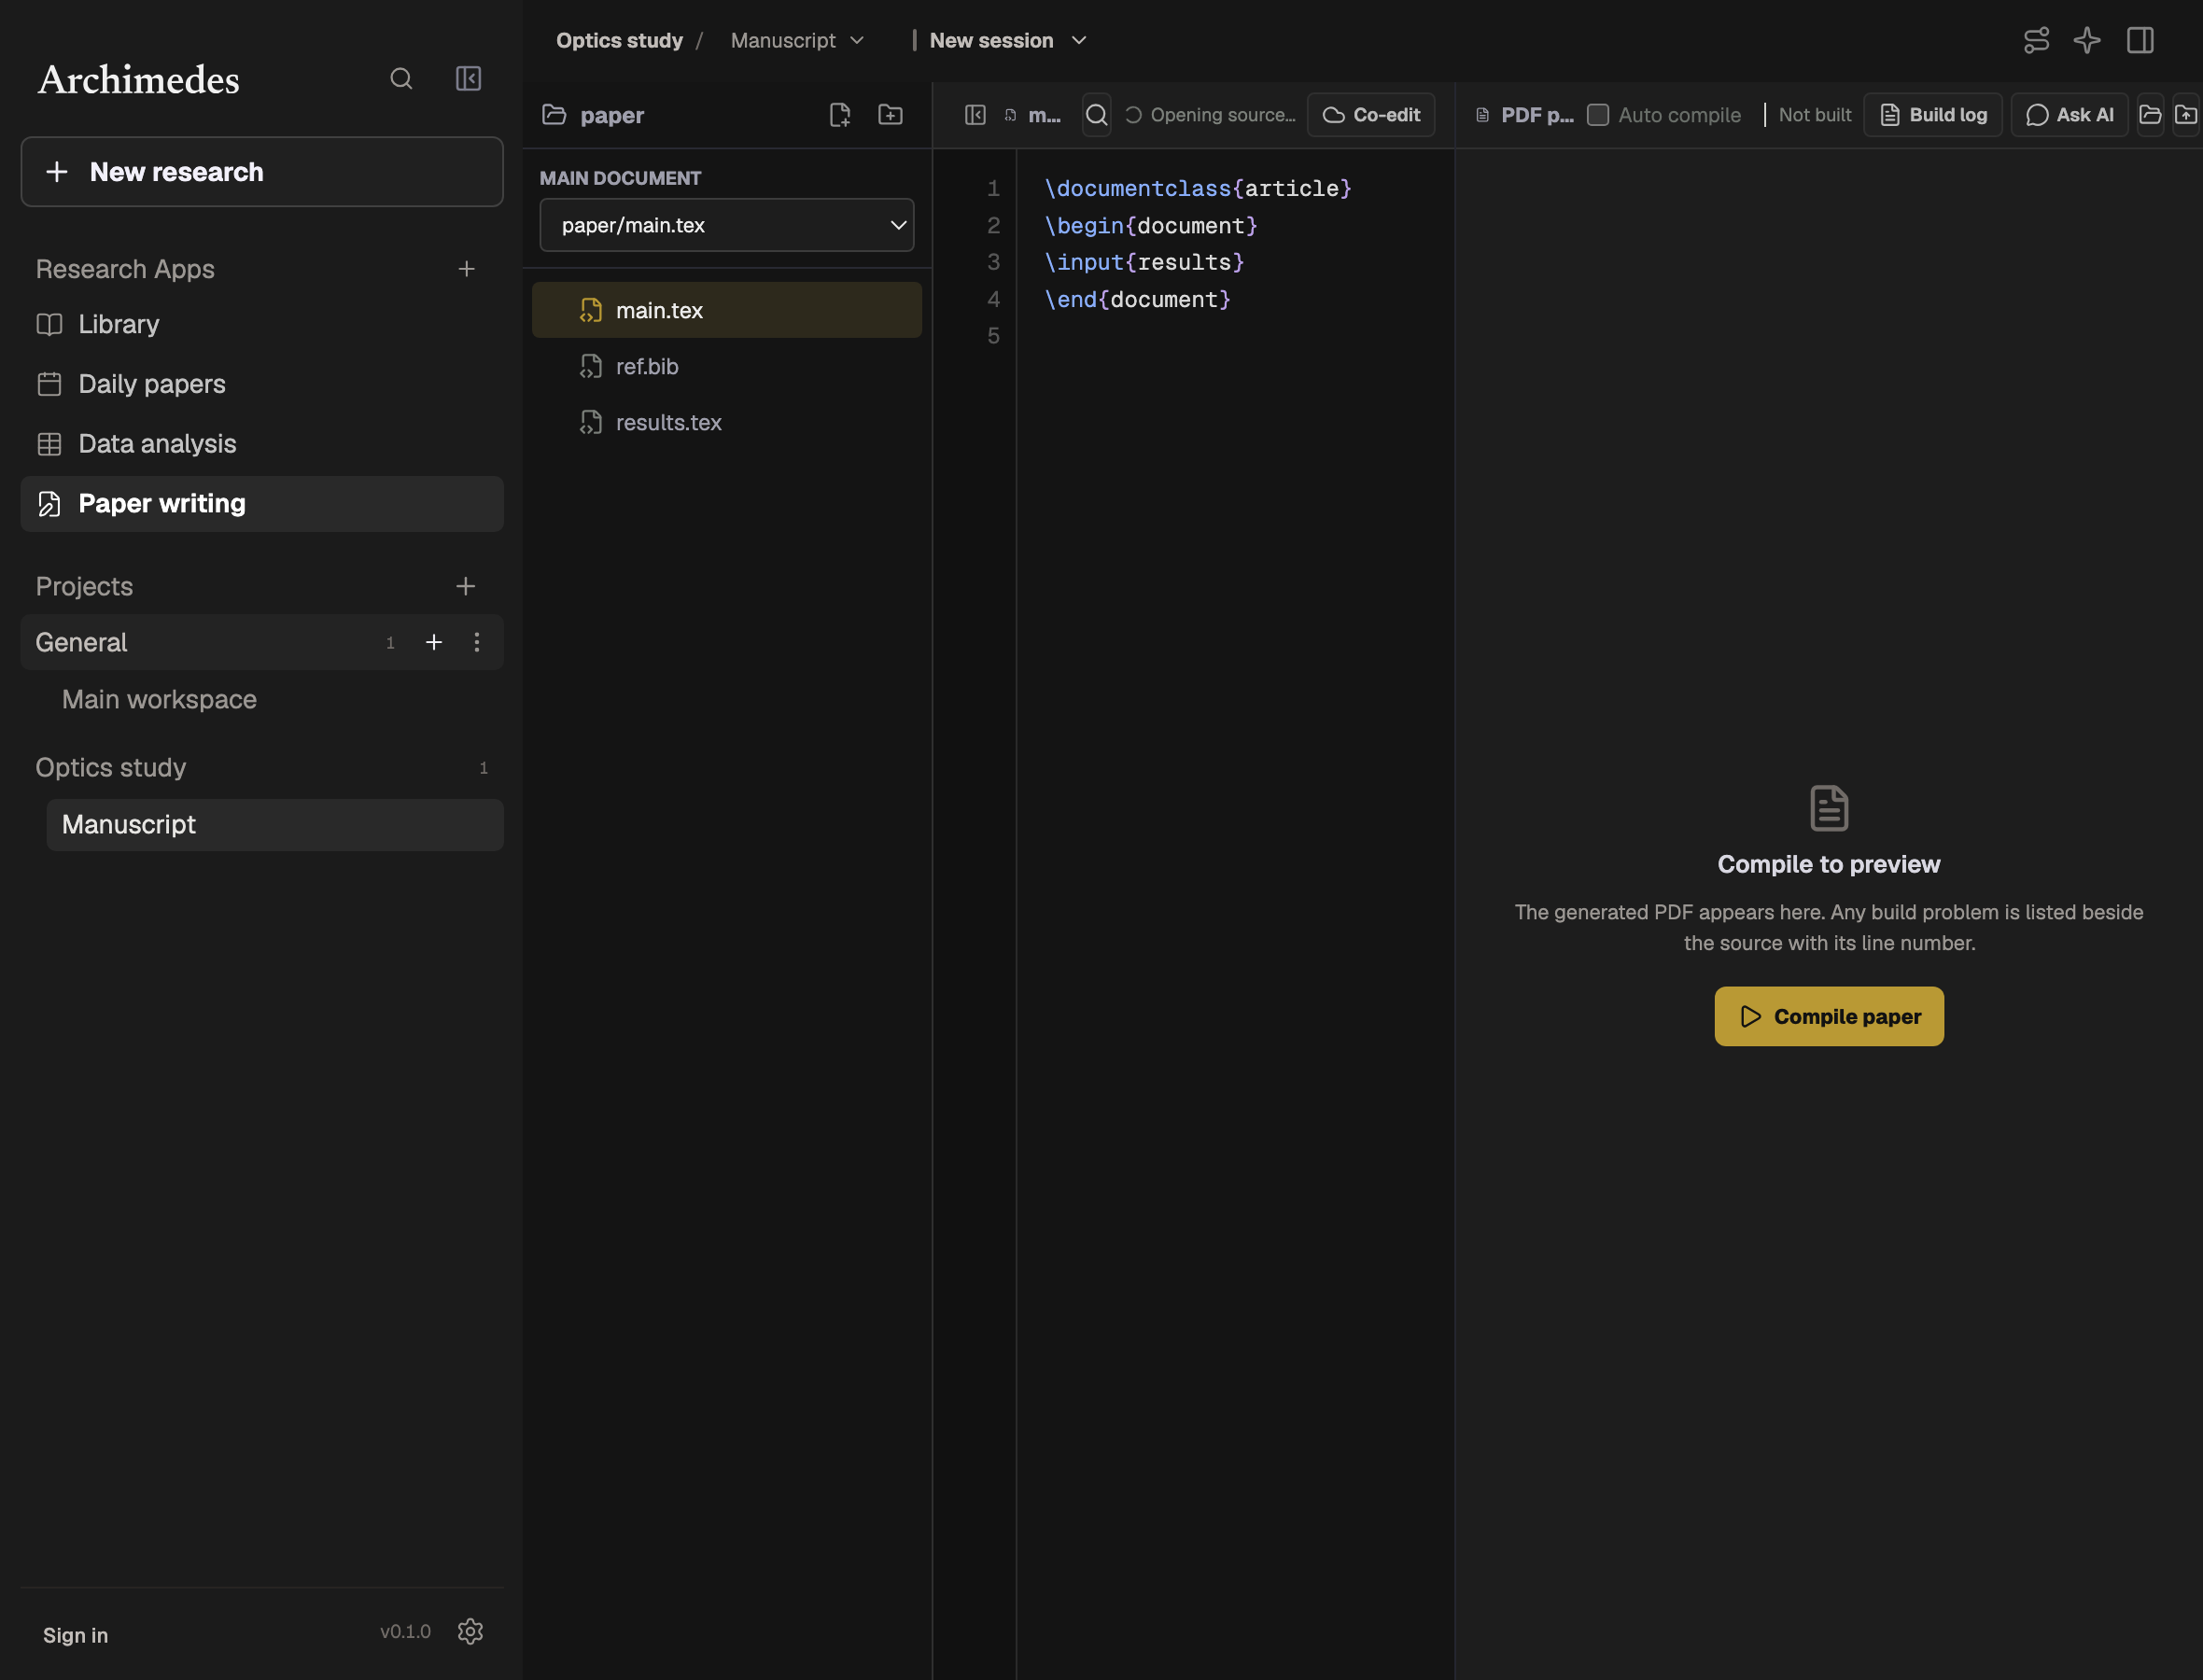 Archimedes
New research
Research Apps
Library
Daily papers
Data analysis
Paper writing
Projects
General 1
Main workspace
Optics study 1
Manuscript
Sign in v0.1.0
Optics study / Manuscript New session
paper
MAIN DOCUMENT
paper/main.tex
main.tex
ref.bib
results.tex
m... Opening source... Co-edit
1 \documentclass{article}
2 \begin{document}
3 \input{results}
4 \end{document}
5
PDF p... Auto compile Not built Build log Ask AI
Compile to preview
The generated PDF appears here. Any build problem is listed beside
the source with its line number.
Compile paper